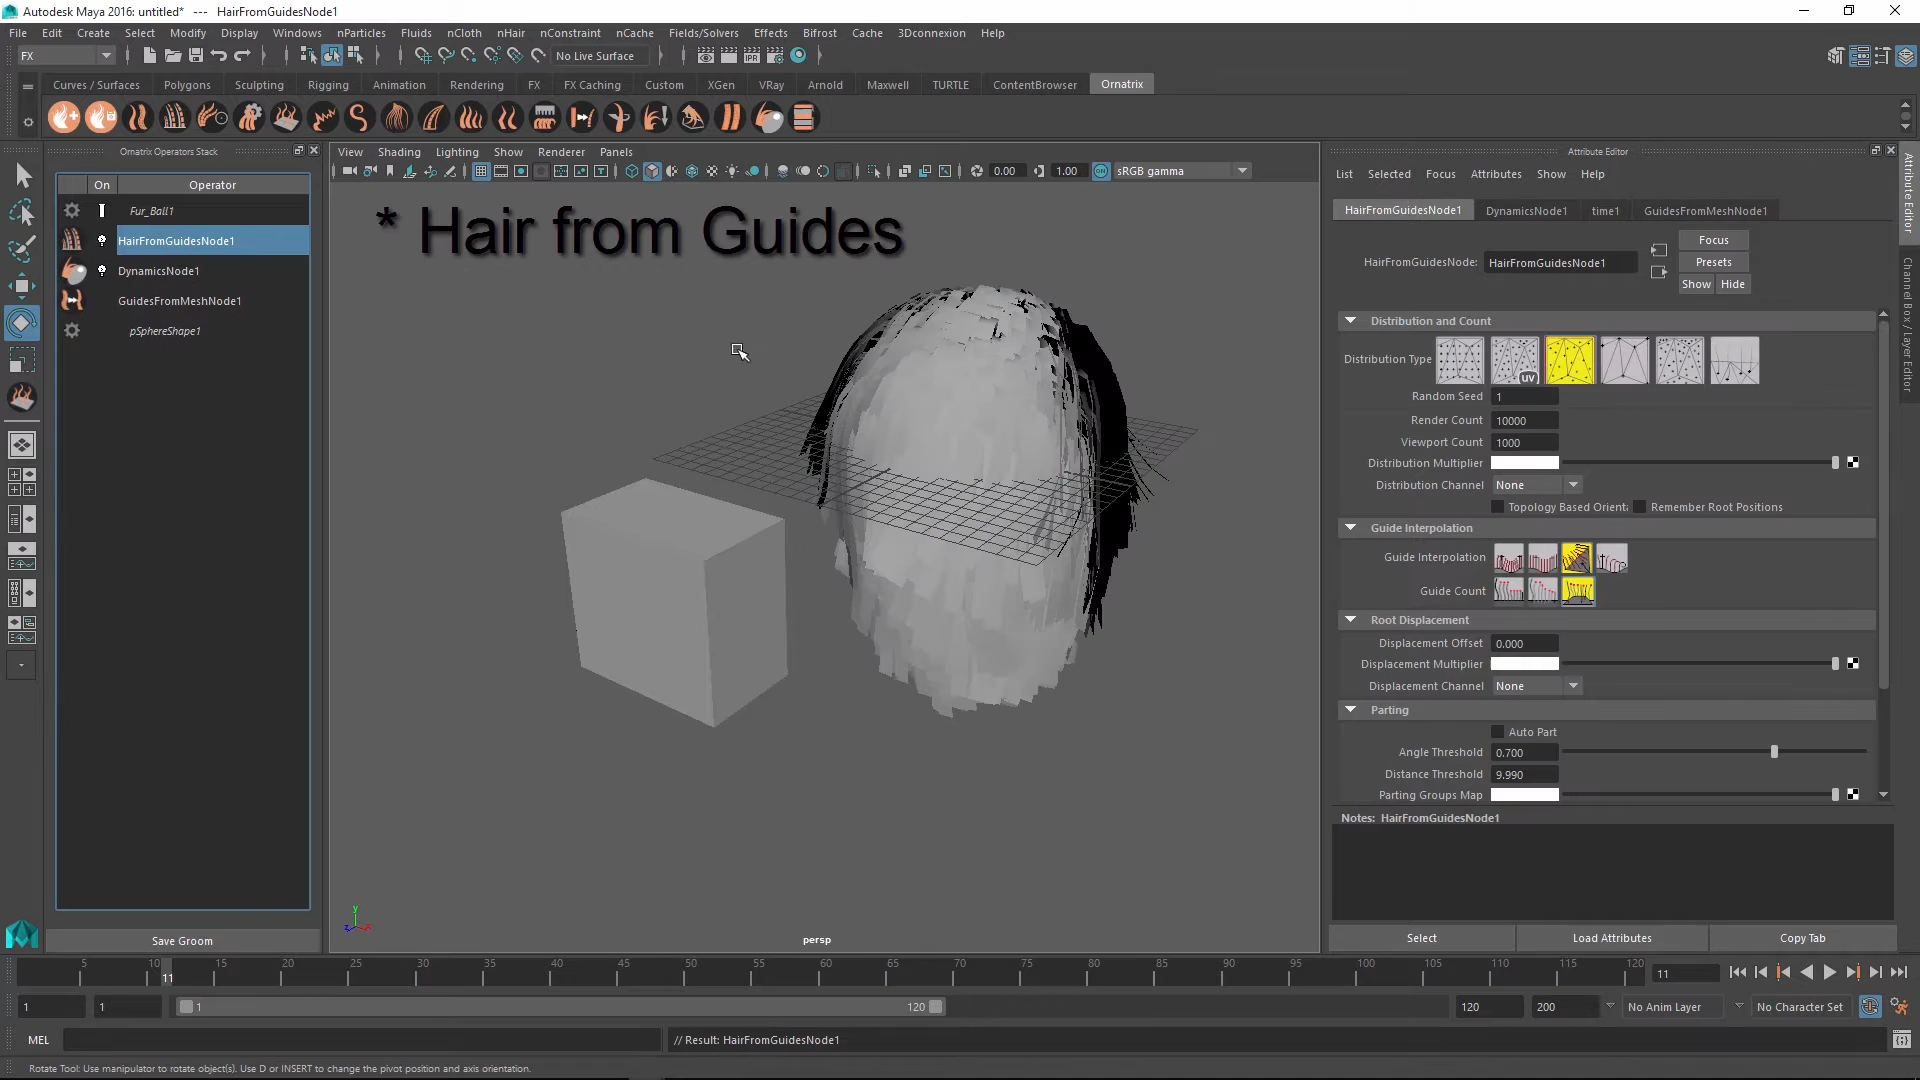 Autodesk Maya 2016: untitled* --- HairFromGuidesNode1
File Edit Create Select Modify Display Windows nParticles Fluids nCloth nHair nConstraint nCache Fields/Solvers Effects Bifrost Cache 3Dconnexion Help
FX No Live Surface
Curves / Surfaces Polygons Sculpting Rigging Animation Rendering FX FX Caching Custom XGen VRay Arnold Maxwell TURTLE ContentBrowser Ornatrix
Ornatrix Operators Stack
On Operator
Fur_Ball1
HairFromGuidesNode1
DynamicsNode1
GuidesFromMeshNode1
pSphereShape1
Save Groom
View Shading Lighting Show Renderer Panels
0.00 1.00 sRGB gamma
* Hair from Guides
persp
Attribute Editor
List Selected Focus Attributes Show Help
HairFromGuidesNode1 DynamicsNode1 time1 GuidesFromMeshNode1
Focus
HairFromGuidesNode: HairFromGuidesNode1 Presets
Show Hide
Distribution and Count
Distribution Type UV
Random Seed 1
Render Count 10000
Viewport Count 1000
Distribution Multiplier
Distribution Channel None
Topology Based Orient: Remember Root Positions
Guide Interpolation
Guide Interpolation
Guide Count
Root Displacement
Displacement Offset 0.000
Displacement Multiplier
Displacement Channel None
Parting
Auto Part
Angle Threshold 0.700
Distance Threshold 9.990
Parting Groups Map
Notes: HairFromGuidesNode1
Select Load Attributes Copy Tab
Attribute Editor
Channel Box / Layer Editor
5 10 11 15 20 25 30 35 40 45 50 55 60 65 70 75 80 85 90 95 100 105 110 115 120 11
1 1 1 120 120 200 No Anim Layer No Character Set
MEL // Result: HairFromGuidesNode1
Rotate Tool: Use manipulator to rotate object(s). Use D or INSERT to change the pivot position and axis orientation.